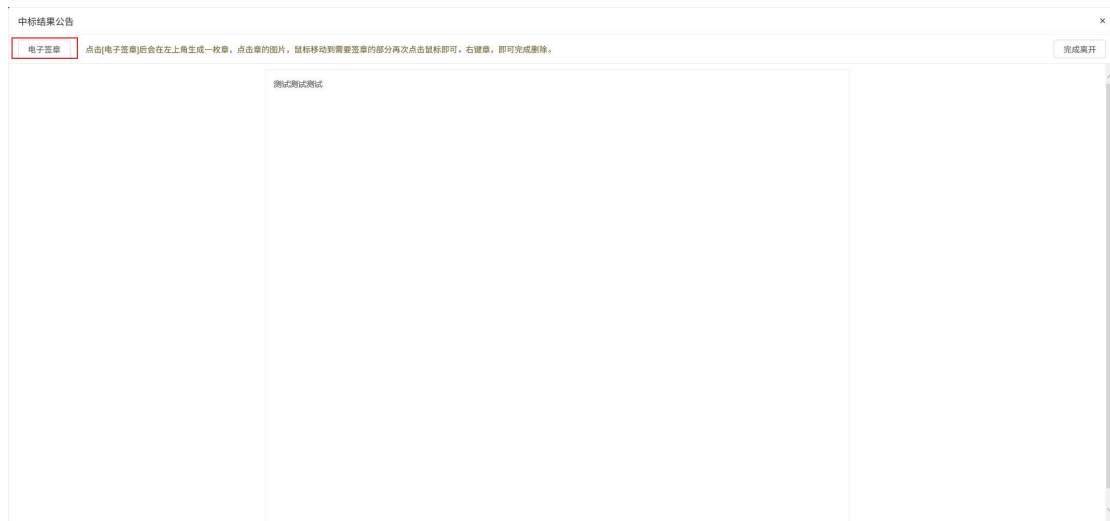 中标结果公告
×
电子签章 点击[电子签章]后会在左上角生成一枚章，点击章的图片，鼠标移动到需要签章的部分再次点击鼠标即可。右键章，即可完成删除。 完成离开
测试测试测试